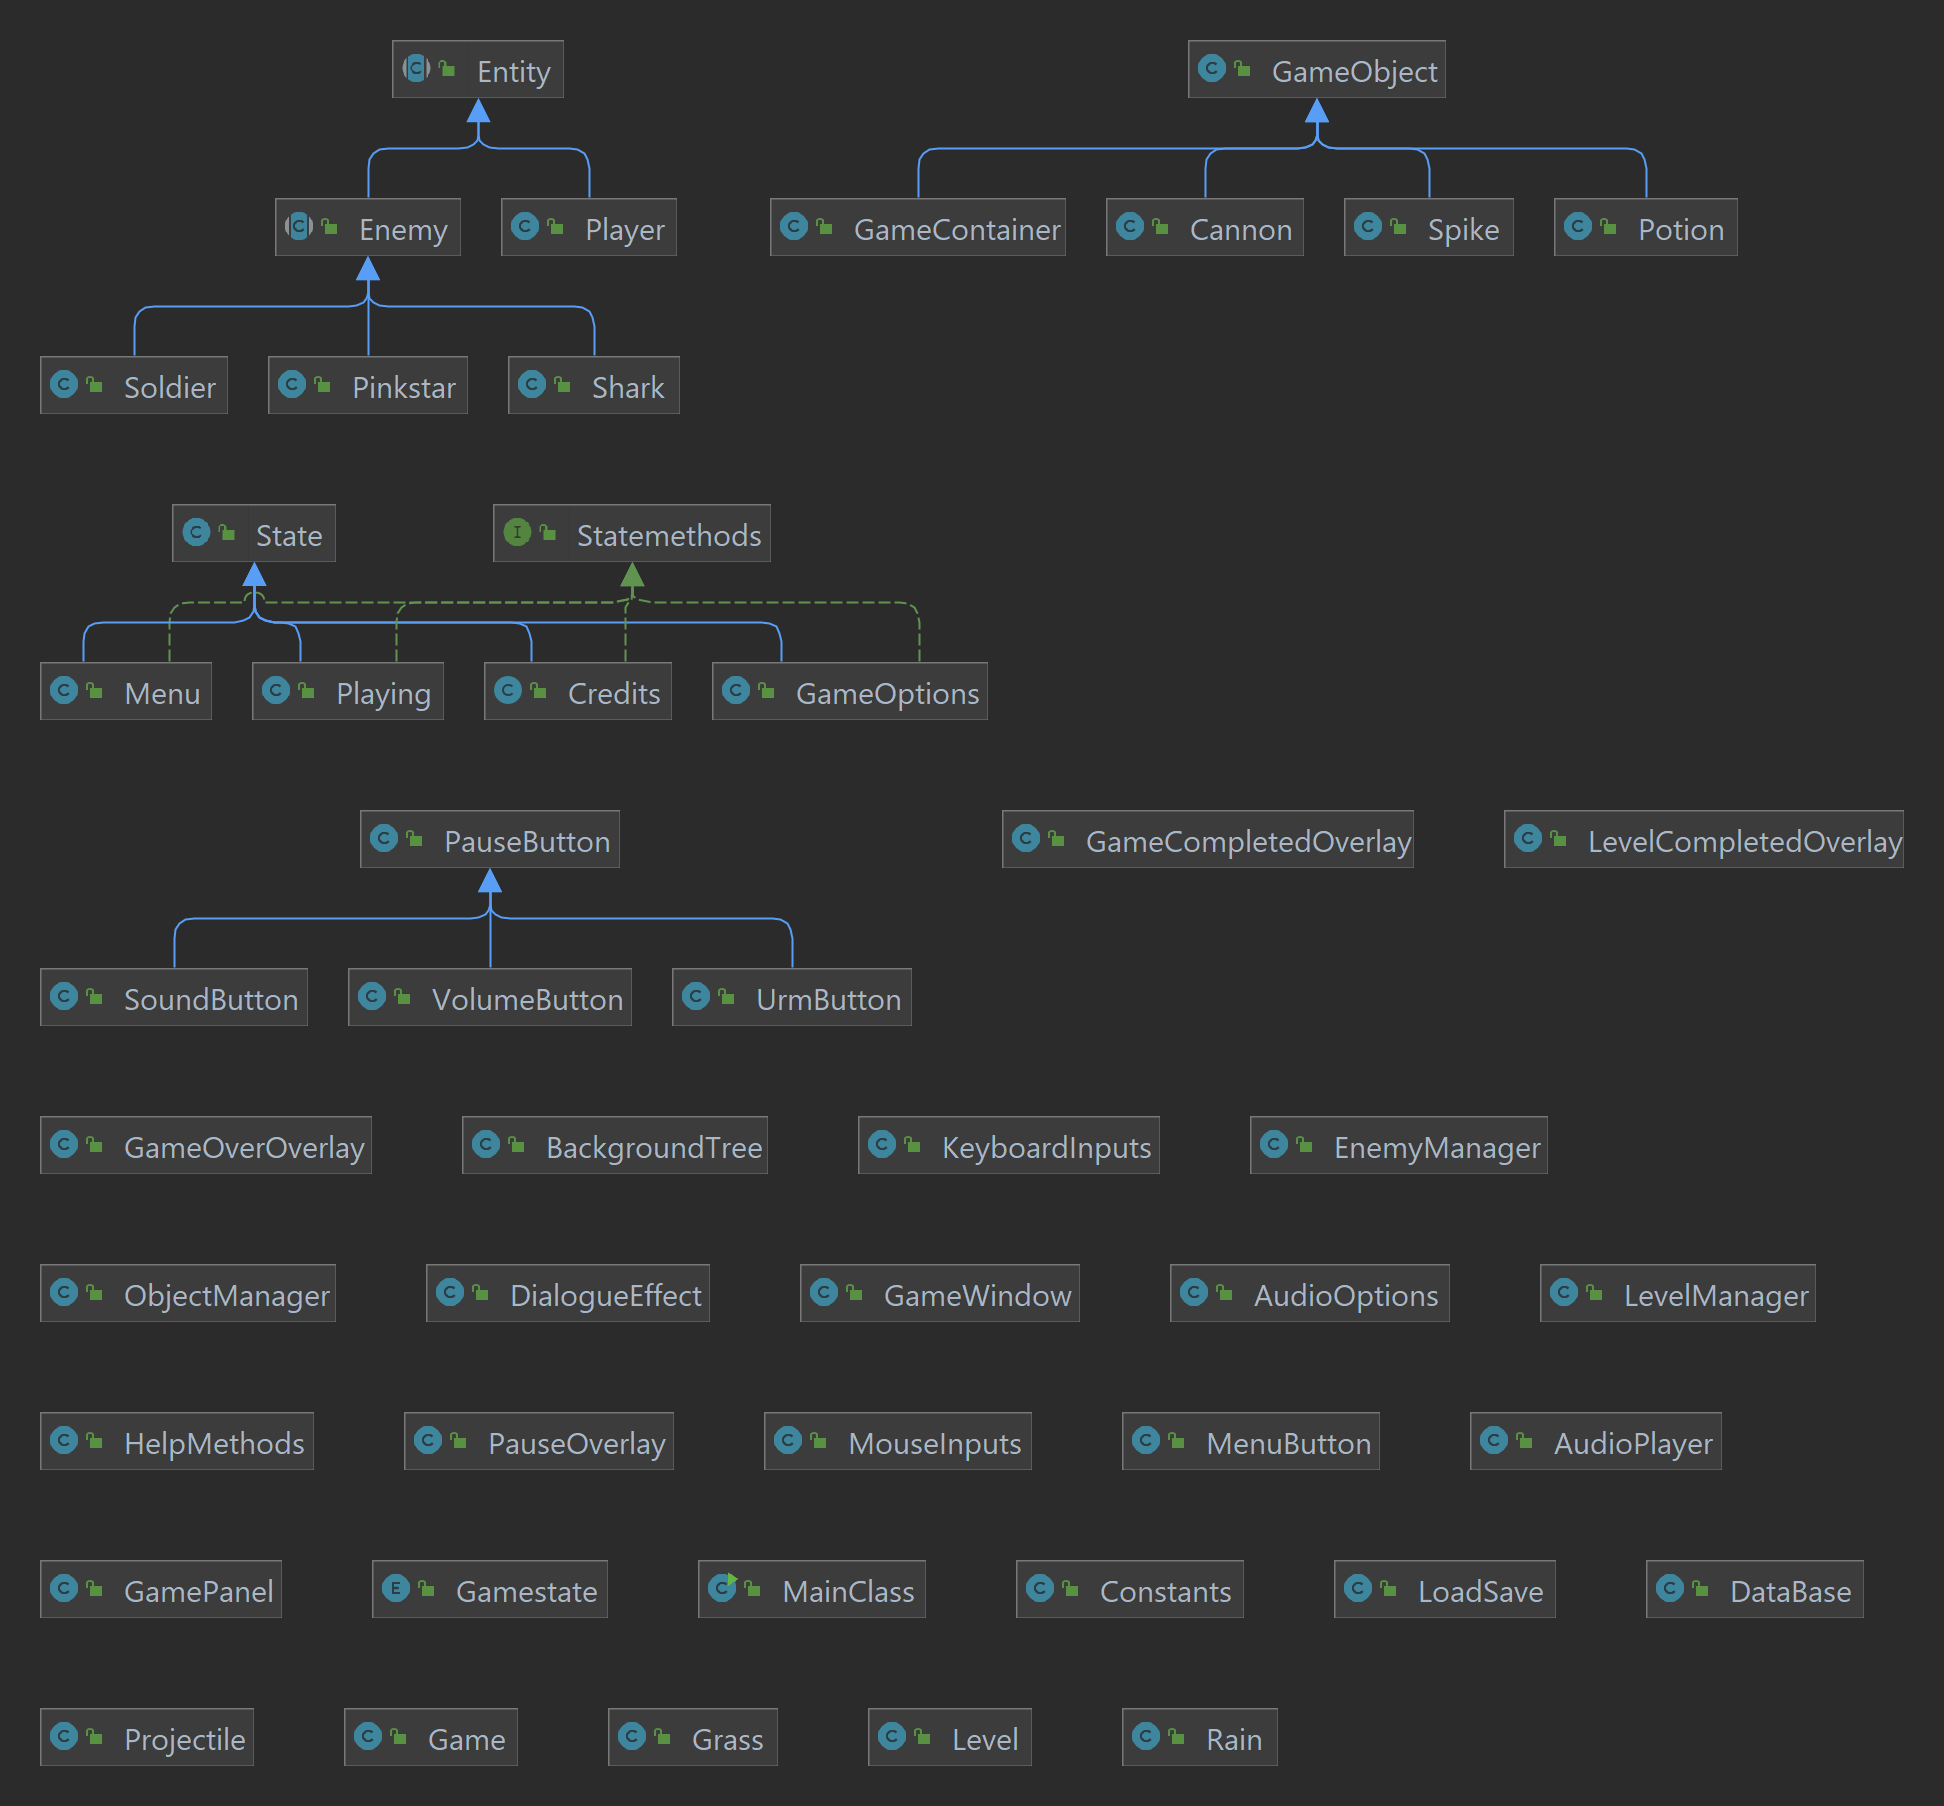 Entity
GameObject
Enemy
Player
GameContainer
Cannon
Spike
Potion
Soldier
Pinkstar
Shark
State
Statemethods
Menu
Playing
Credits
GameOptions
PauseButton
GameCompletedOverlay
LevelCompletedOverlay
SoundButton
VolumeButton
UrmButton
GameOverOverlay
BackgroundTree
KeyboardInputs
EnemyManager
ObjectManager
DialogueEffect
GameWindow
AudioOptions
LevelManager
HelpMethods
PauseOverlay
MouseInputs
MenuButton
AudioPlayer
GamePanel
Gamestate
MainClass
Constants
LoadSave
DataBase
Projectile
Game
Grass
Level
Rain